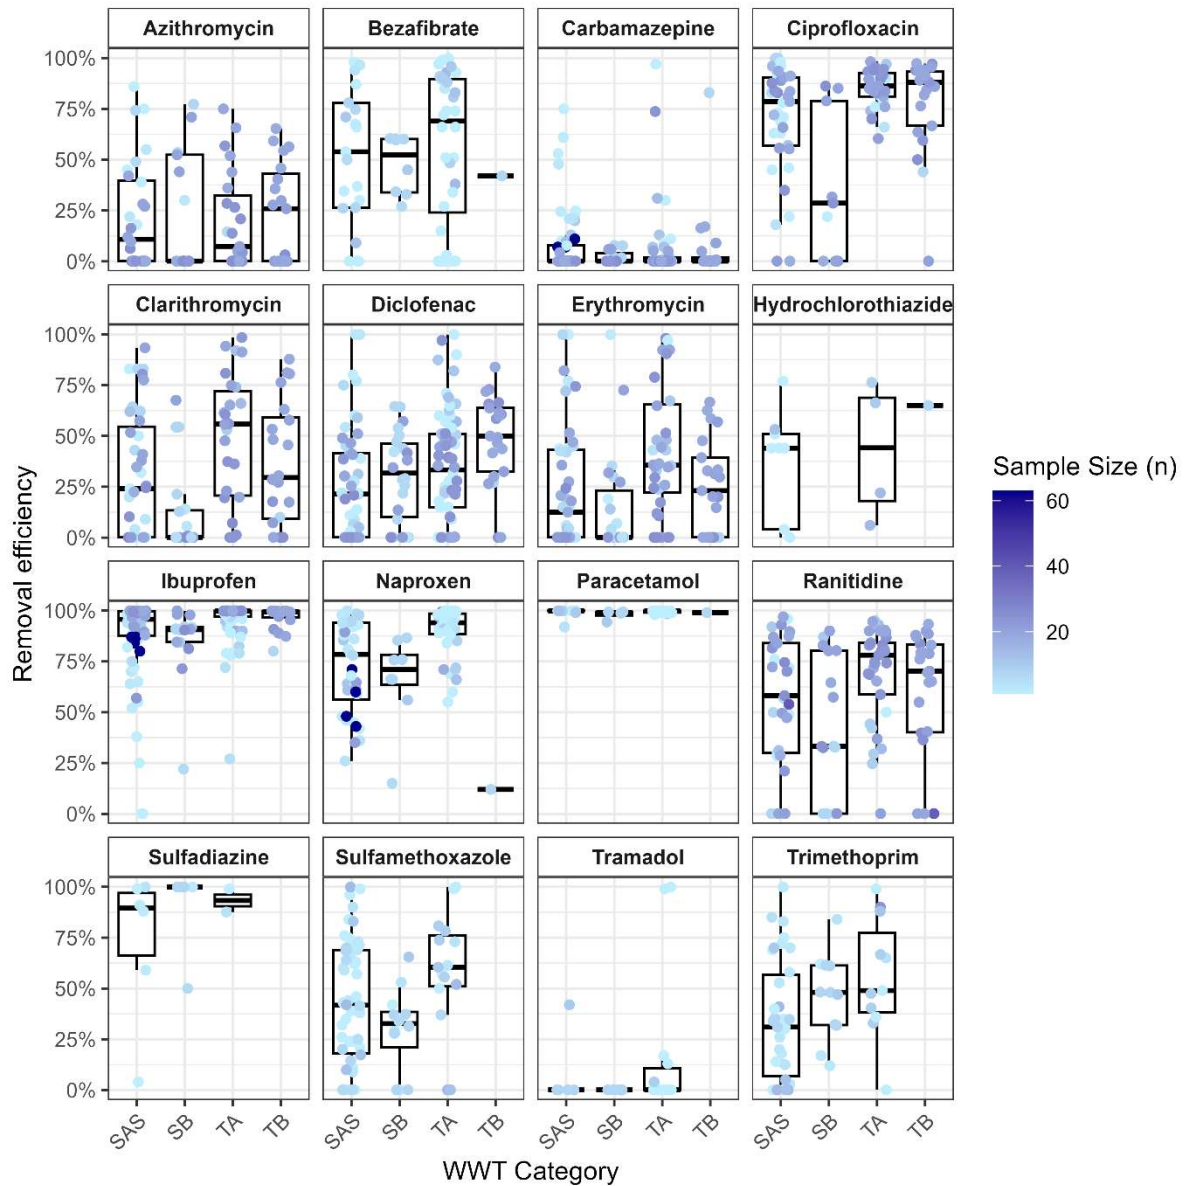 Azithromycin Bezafibrate Carbamazepine Ciprofloxacin
100%
75%
50%
25%
0%
Clarithromycin Diclofenac Erythromycin Hydrochlorothiazide
100%
75%
50%
25%
0%
Ibuprofen Naproxen Paracetamol Ranitidine
100%
75%
50%
25%
0%
Sulfadiazine Sulfamethoxazole Tramadol Trimethoprim
100%
75%
50%
25%
0%
SAS SB TA TB SAS SB TA TB SAS SB TA TB SAS SB TA TB
WWT Category
Removal efficiency
Sample Size (n)
60
40
20